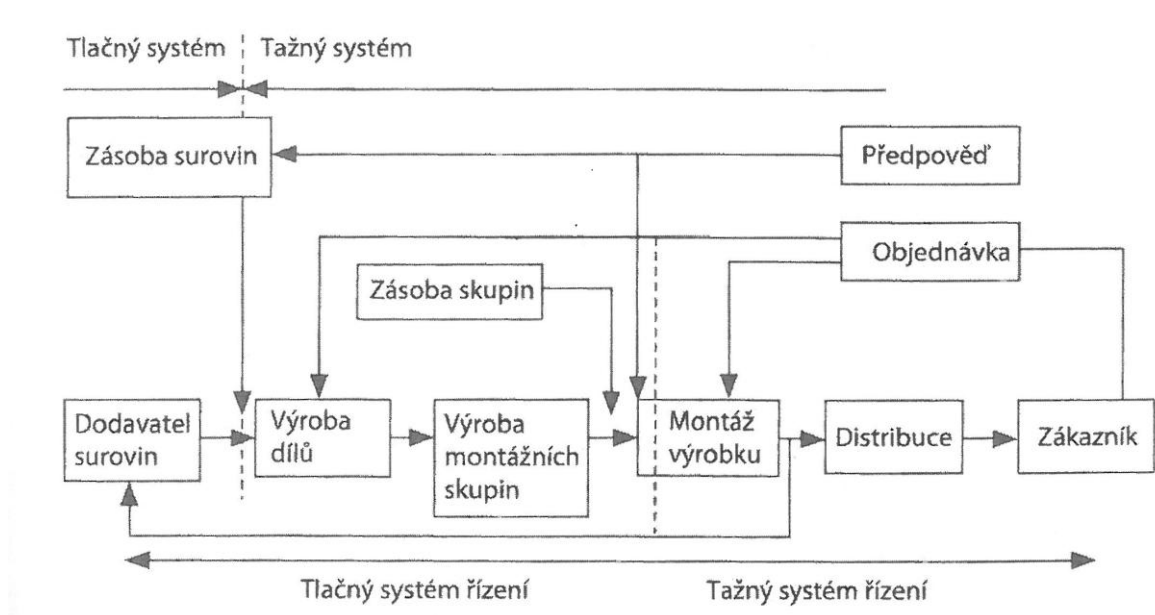 Tlačný systém
Tažný systém
Zásoba surovin
Předpověď
Objednávka
Zásoba skupin
Dodavatel
surovin
Výroba
dílů
Výroba
montážních
skupin
Montáž
výrobku
Distribuce
Zákazník
Tlačný systém řízení
Tažný systém řízení